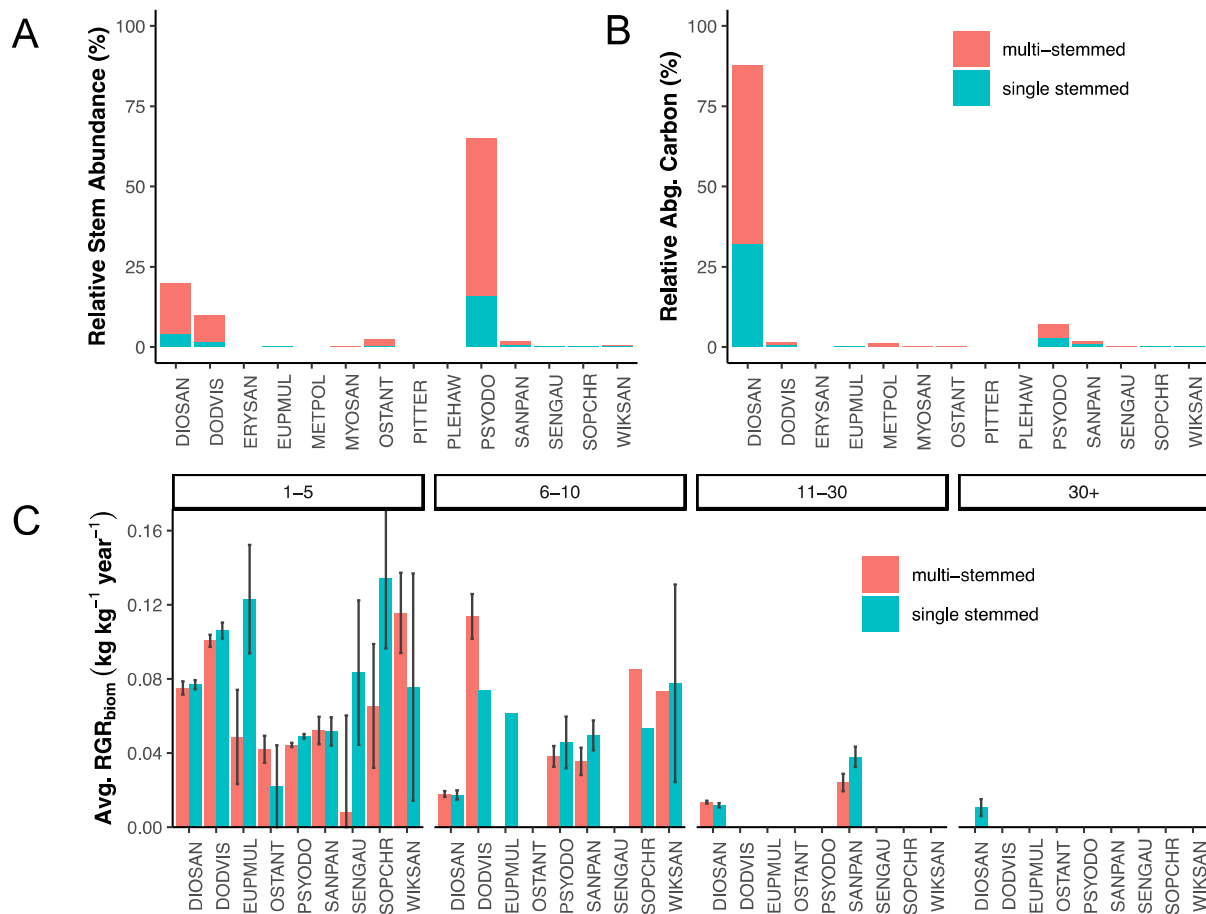 A
Relative Stem Abundance (%)
100
75
50
25
0
DIOSAN
DODVIS
ERYSAN
EUPMUL
METPOL
MYOSAN
OSTANT
PITTER
PLEHAW
PSYODO
SANPAN
SENGAU
SOPCHR
WIKSAN
B
Relative Abg. Carbon (%)
100
75
50
25
0
multi−stemmed
single stemmed
DIOSAN
DODVIS
ERYSAN
EUPMUL
METPOL
MYOSAN
OSTANT
PITTER
PLEHAW
PSYODO
SANPAN
SENGAU
SOPCHR
WIKSAN
C
Avg. RGRbiom (kg kg−1 year−1)
1−5
6−10
11−30
30+
0.16
0.12
0.08
0.04
0.00
multi−stemmed
single stemmed
DIOSAN
DODVIS
EUPMUL
OSTANT
PSYODO
SANPAN
SENGAU
SOPCHR
WIKSAN
DIOSAN
DODVIS
EUPMUL
OSTANT
PSYODO
SANPAN
SENGAU
SOPCHR
WIKSAN
DIOSAN
DODVIS
EUPMUL
OSTANT
PSYODO
SANPAN
SENGAU
SOPCHR
WIKSAN
DIOSAN
DODVIS
EUPMUL
OSTANT
PSYODO
SANPAN
SENGAU
SOPCHR
WIKSAN